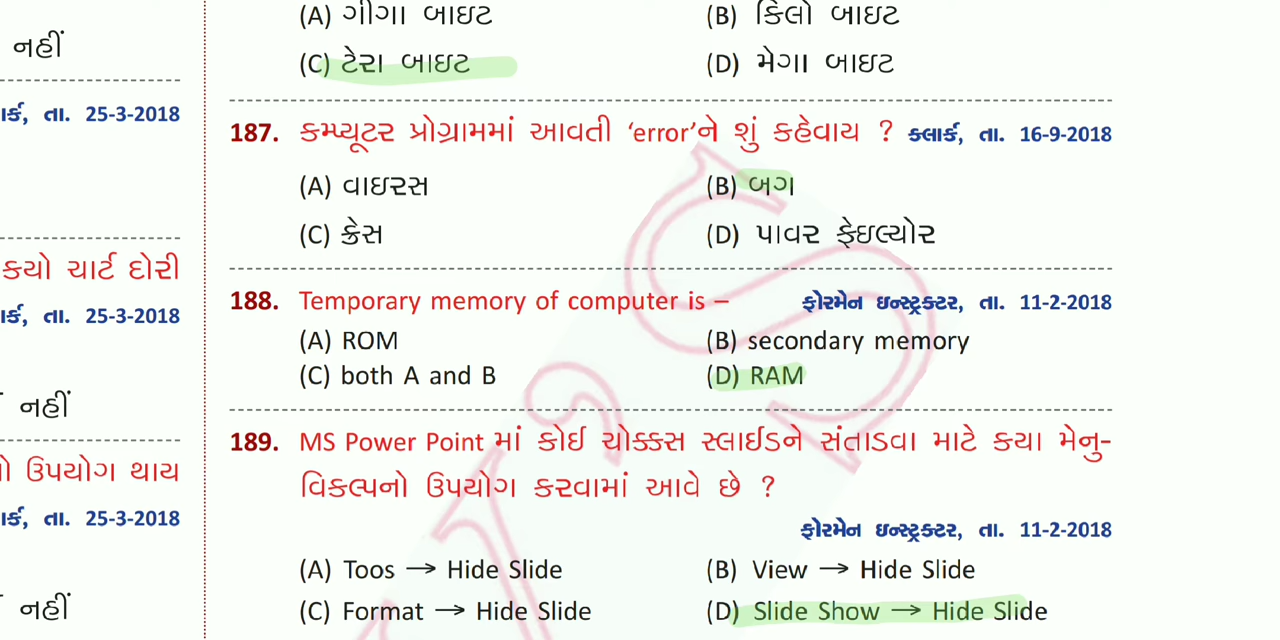 નહીં
ાર્ક, તા. 25-3-2018
કયો ચાર્ટ દોરી
ાર્ક, તા. 25-3-2018
નહીં
ો ઉપયોગ થાય
ાર્ક, તા. 25-3-2018
નહીં
(A) ગીગા બાઇટ (B) કિલો બાઇટ
(C) ટેરા બાઇટ (D) મેગા બાઇટ
187. કમ્પ્યૂટર પ્રોગ્રામમાં આવતી ‘error’ને શું કહેવાય ? ક્લાર્ક, તા. 16-9-2018
(A) વાઇરસ (B) બગ
(C) ક્રેસ (D) પાવર ફેઇલ્યોર
188. Temporary memory of computer is – ફોરમેન ઇન્સ્ટ્રક્ટર, તા. 11-2-2018
(A) ROM (B) secondary memory
(C) both A and B (D) RAM
189. MS Power Point માં કોઈ ચોક્કસ સ્લાઈડને સંતાડવા માટે કયા મેનુ-
વિકલ્પનો ઉપયોગ કરવામાં આવે છે ?
ફોરમેન ઇન્સ્ટ્રક્ટર, તા. 11-2-2018
(A) Toos → Hide Slide (B) View → Hide Slide
(C) Format → Hide Slide (D) Slide Show → Hide Slide